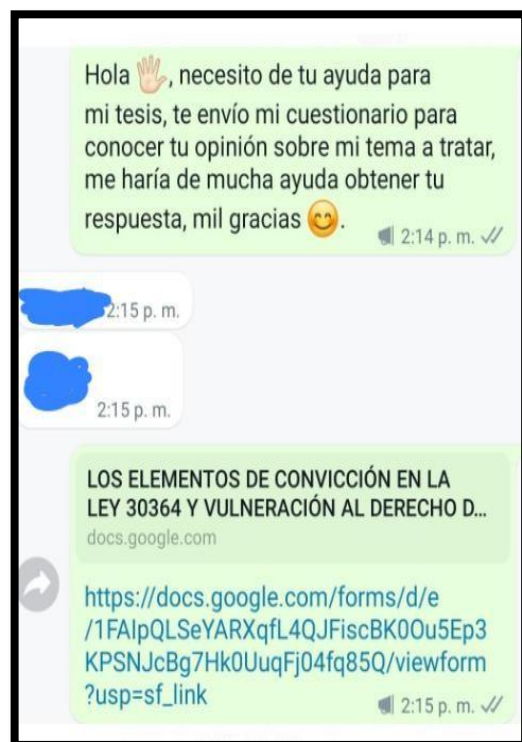 Hola 🖐🏻, necesito de tu ayuda para
mi tesis, te envío mi cuestionario para
conocer tu opinión sobre mi tema a tratar,
me haría de mucha ayuda obtener tu
respuesta, mil gracias 😊.
2:14 p. m.
2:15 p. m.
2:15 p. m.
LOS ELEMENTOS DE CONVICCIÓN EN LA
LEY 30364 Y VULNERACIÓN AL DERECHO D...
docs.google.com
https://docs.google.com/forms/d/e
/1FAIpQLSeYARXqfL4QJFiscBK0Ou5Ep3
KPSNJcBg7Hk0UuqFj04fq85Q/viewform
?usp=sf_link
2:15 p. m.